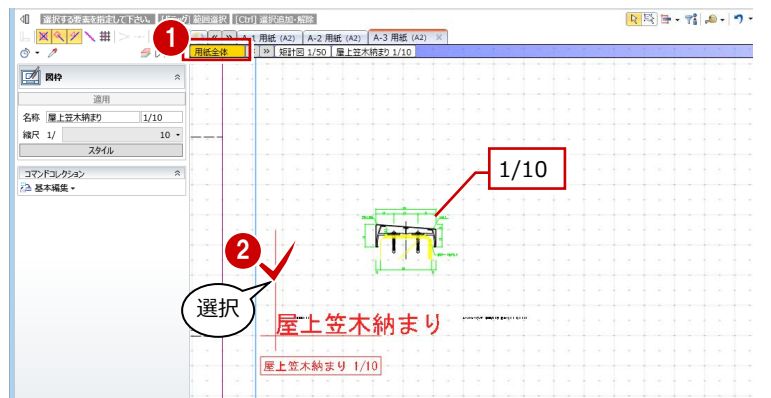 選択する要素を指定して下さい。 [ドラッグ] 範囲選択 [Ctrl] 選択追加・解除
A-1 用紙 (A2) A-2 用紙 (A2) A-3 用紙 (A2)
用紙全体 矩計図 1/50 屋上笠木納まり 1/10
1
図枠
適用
名称 屋上笠木納まり 1/10
縮尺 1/ 10
スタイル
コマンドコレクション
基本編集
1/10
2
選択
屋上笠木納まり
屋上笠木納まり 1/10